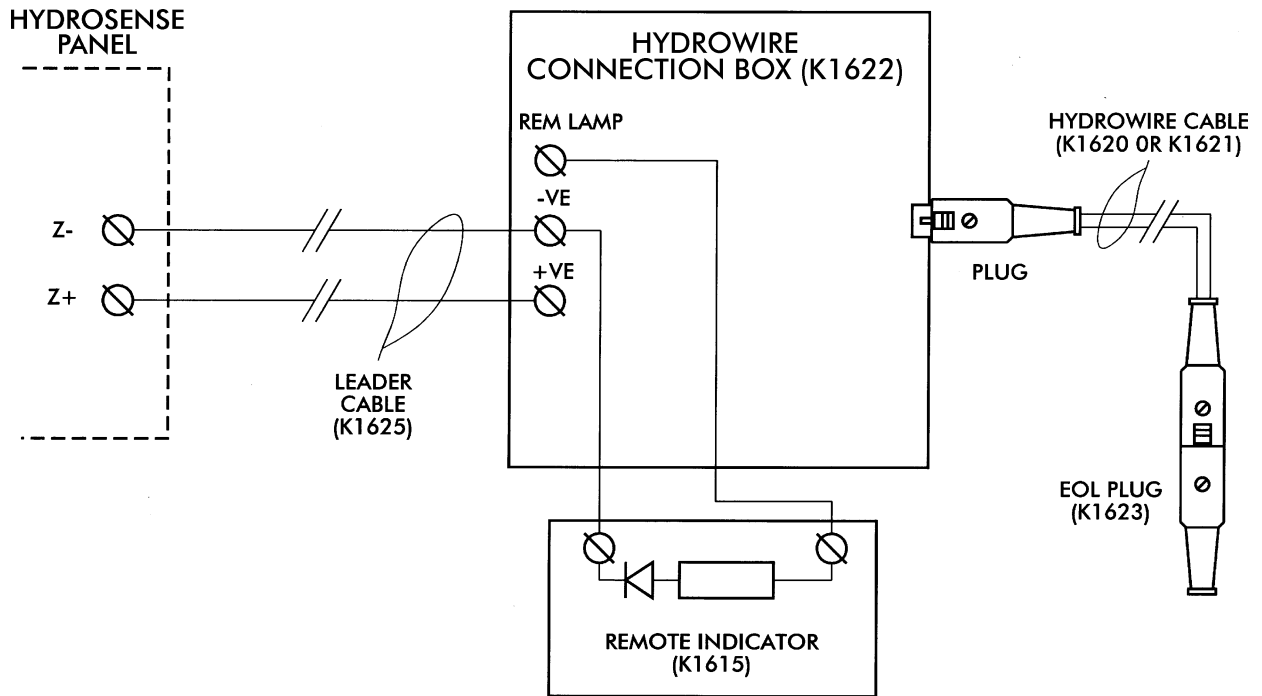 HYDROSENSE
PANEL
HYDROWIRE
CONNECTION BOX (K1622)
REM LAMP
HYDROWIRE CABLE
(K1620 0R K1621)
-VE
Z-
+VE
Z+
PLUG
LEADER
CABLE
(K1625)
EOL PLUG
(K1623)
REMOTE INDICATOR
(K1615)